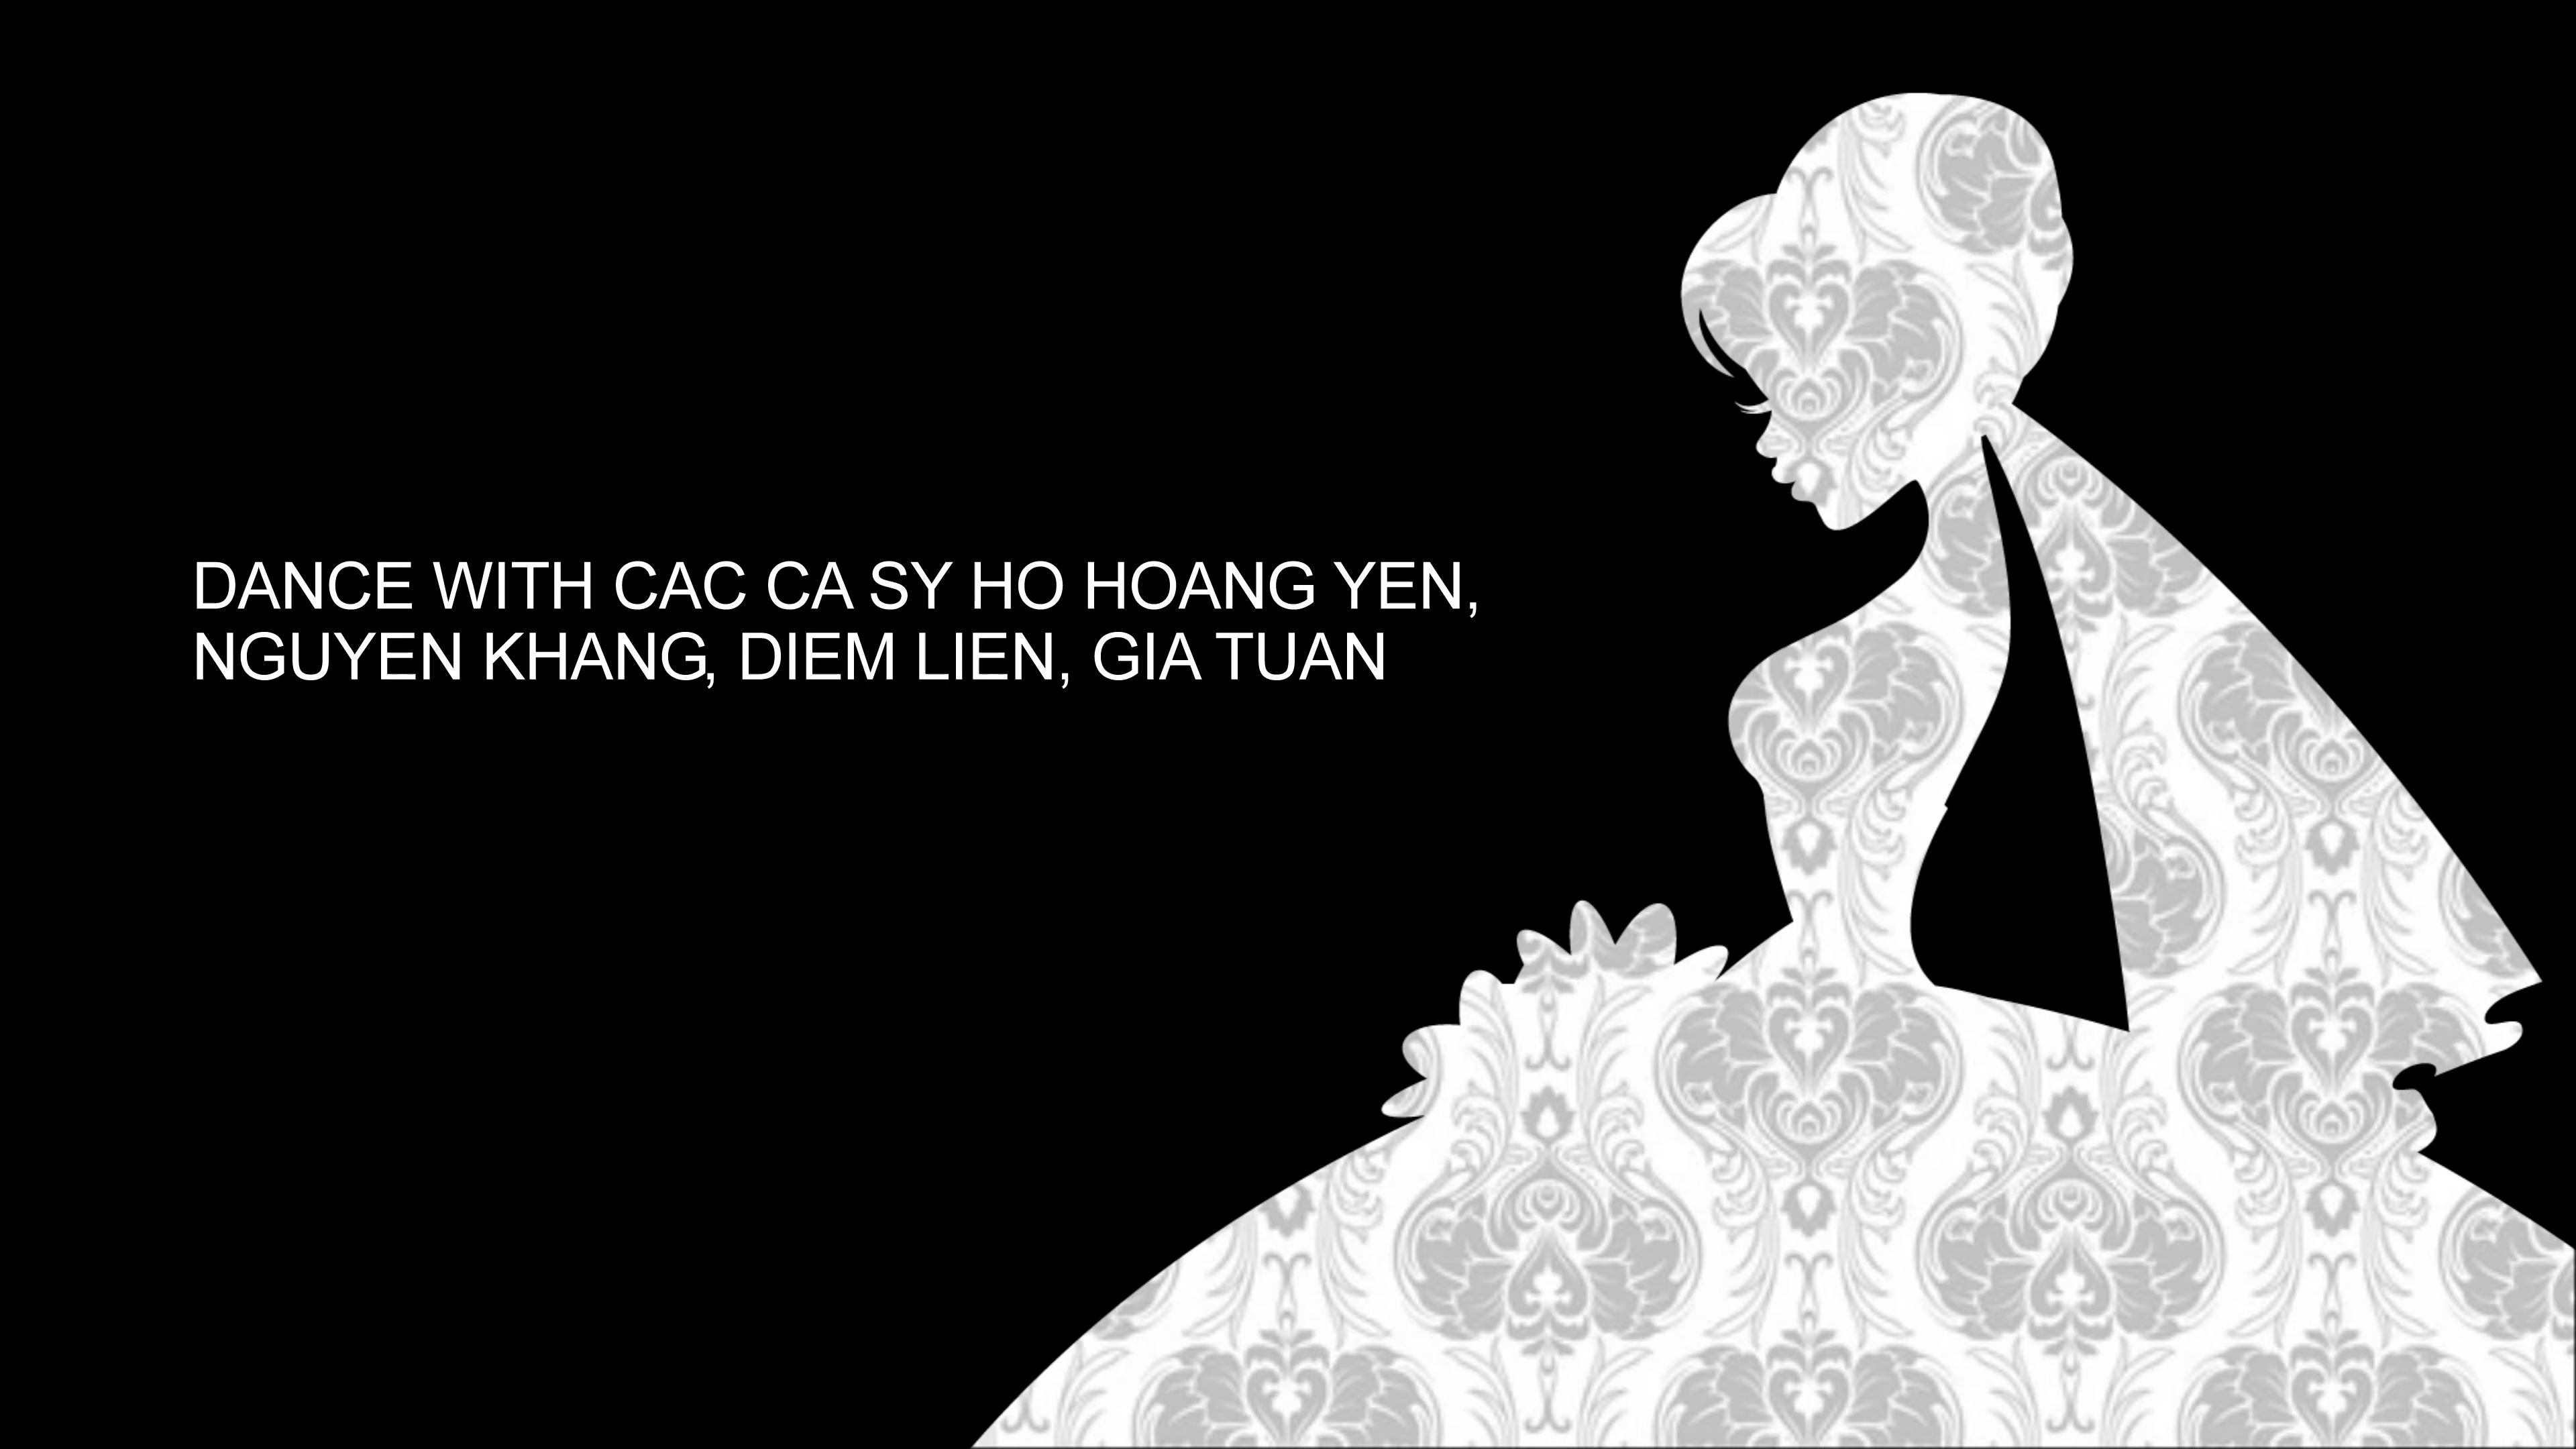 DANCE WITH CAC CA SY HO HOANG YEN,
NGUYEN KHANG, DIEM LIEN, GIA TUAN